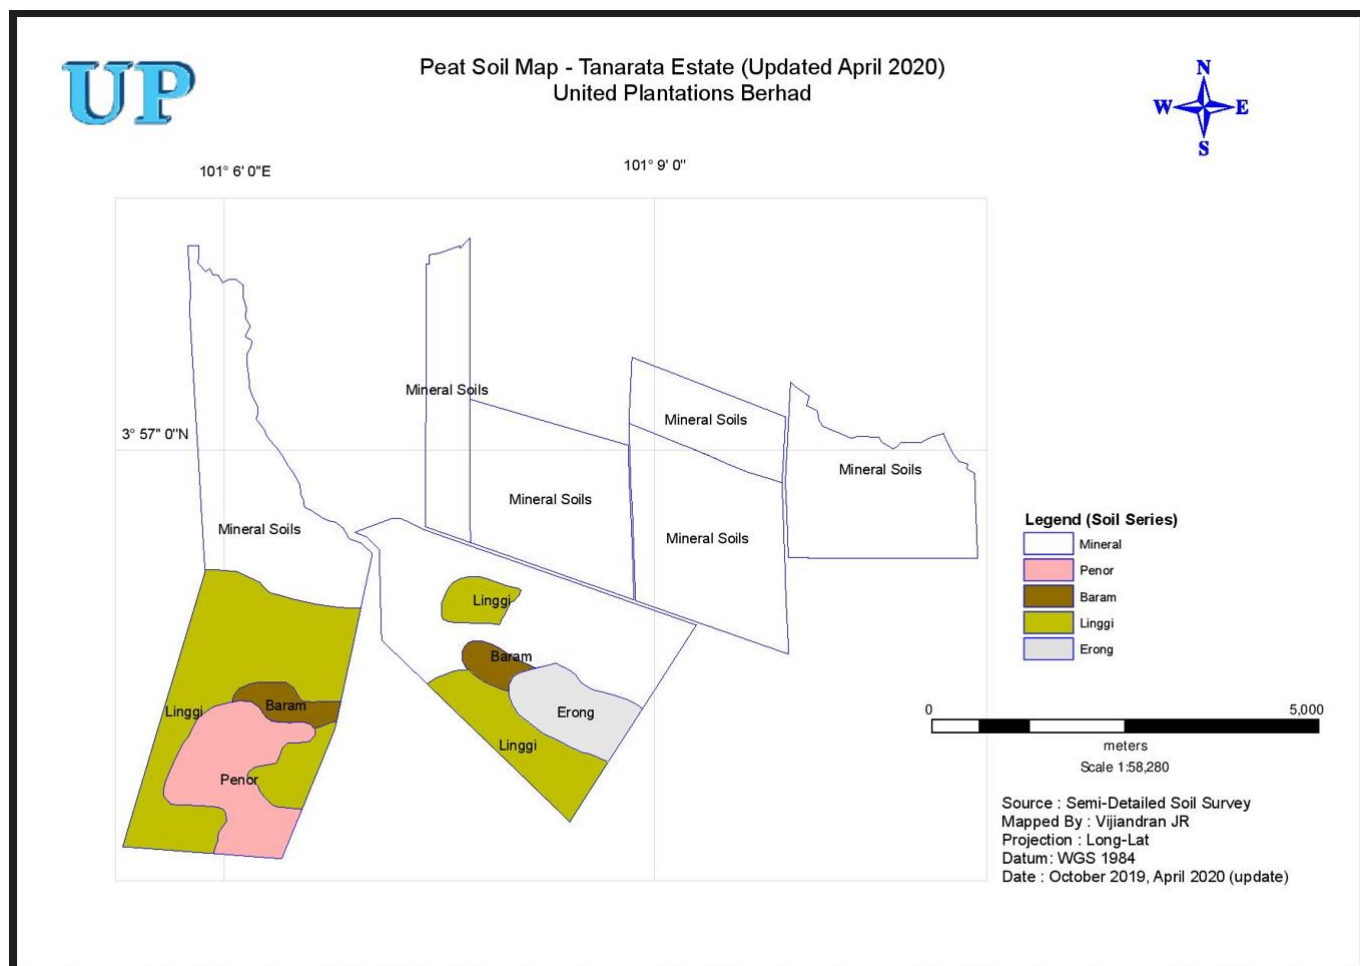 UP
Peat Soil Map - Tanarata Estate (Updated April 2020)
United Plantations Berhad
N
W E
S
101° 6' 0"E
101° 9' 0"
3° 57" 0"N
Mineral Soils
Mineral Soils
Mineral Soils
Mineral Soils
Mineral Soils
Mineral Soils
Linggi
Baram
Linggi
Baram
Erong
Linggi
Penor
Legend (Soil Series)
Mineral
Penor
Baram
Linggi
Erong
0 5,000
meters
Scale 1:58,280
Source : Semi-Detailed Soil Survey
Mapped By : Vijiandran JR
Projection : Long-Lat
Datum: WGS 1984
Date : October 2019, April 2020 (update)